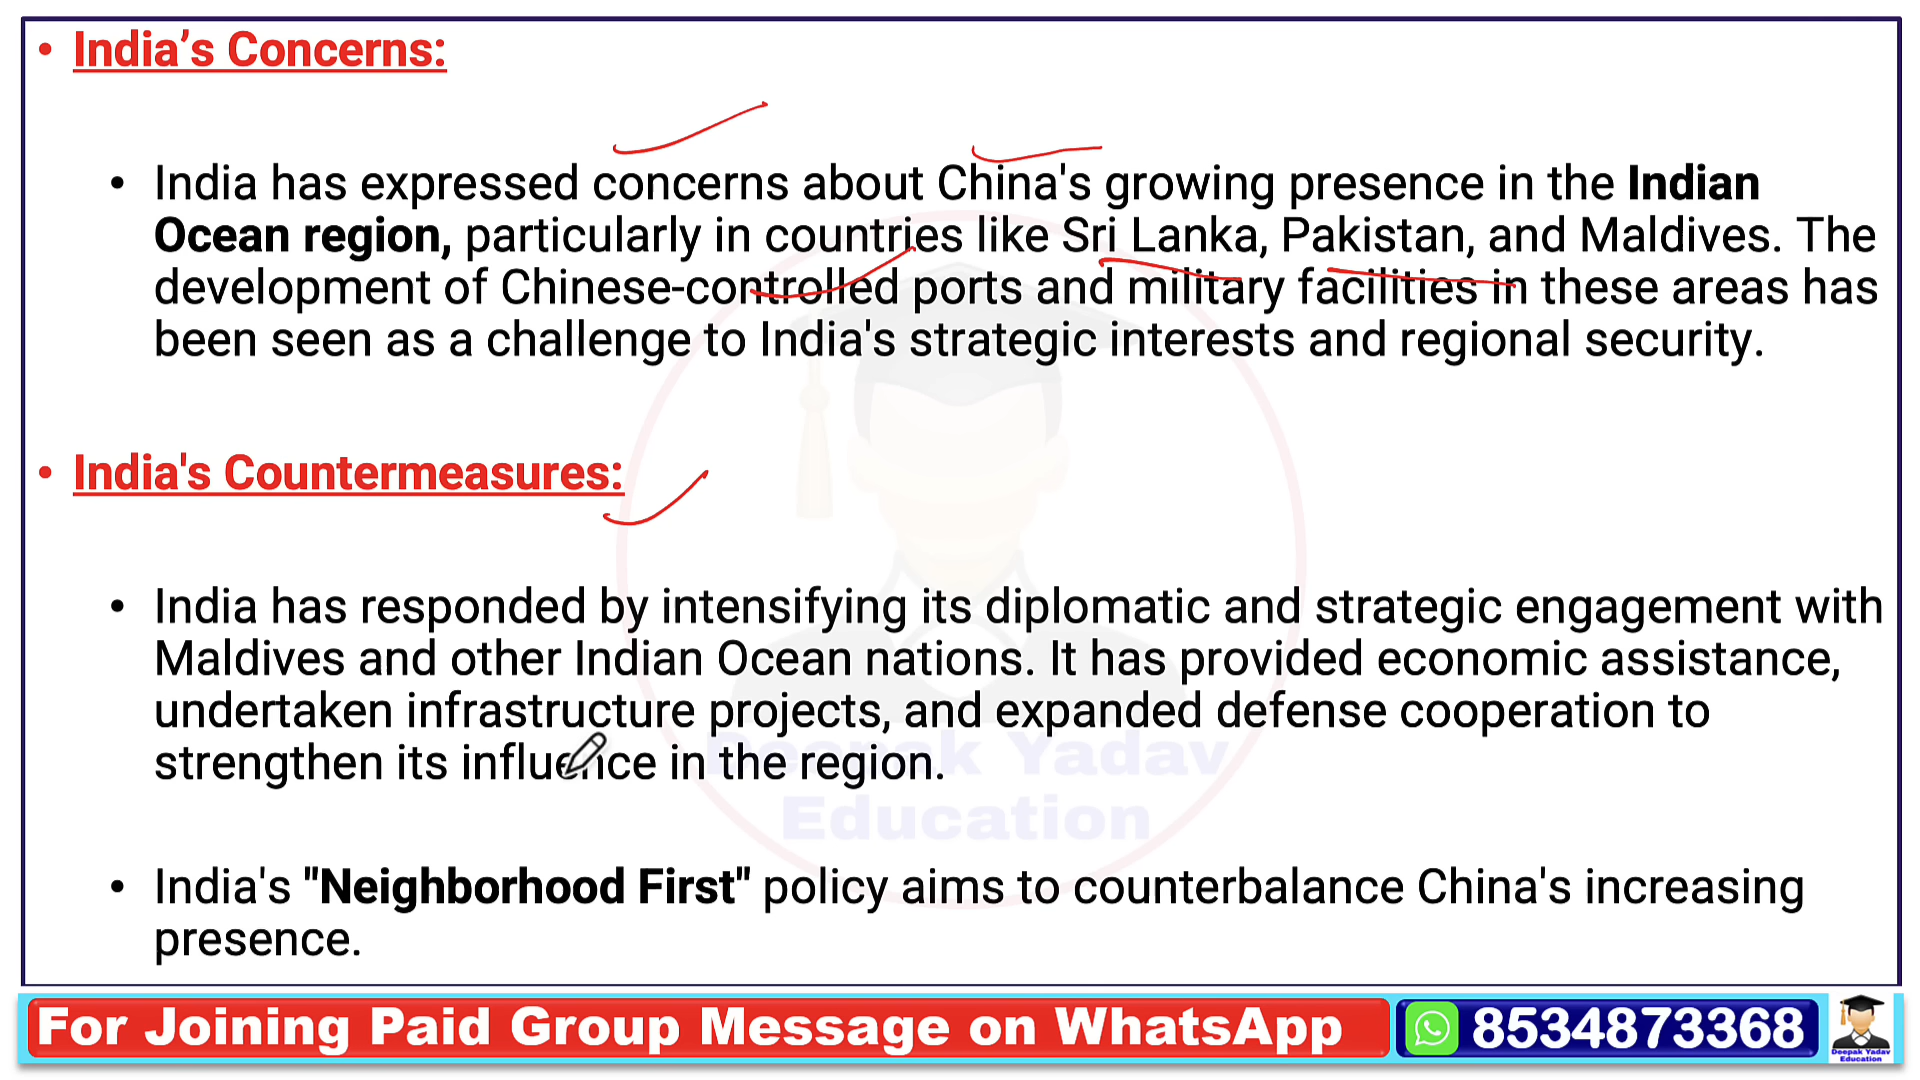 • India’s Concerns:
• India has expressed concerns about China's growing presence in the Indian
Ocean region, particularly in countries like Sri Lanka, Pakistan, and Maldives. The
development of Chinese-controlled ports and military facilities in these areas has
been seen as a challenge to India's strategic interests and regional security.
• India's Countermeasures:
• India has responded by intensifying its diplomatic and strategic engagement with
Maldives and other Indian Ocean nations. It has provided economic assistance,
undertaken infrastructure projects, and expanded defense cooperation to
strengthen its influence in the region.
Deepak Yadav
Education
• India's "Neighborhood First" policy aims to counterbalance China's increasing
presence.
For Joining Paid Group Message on WhatsApp
8534873368
Deepak Yadav
Education